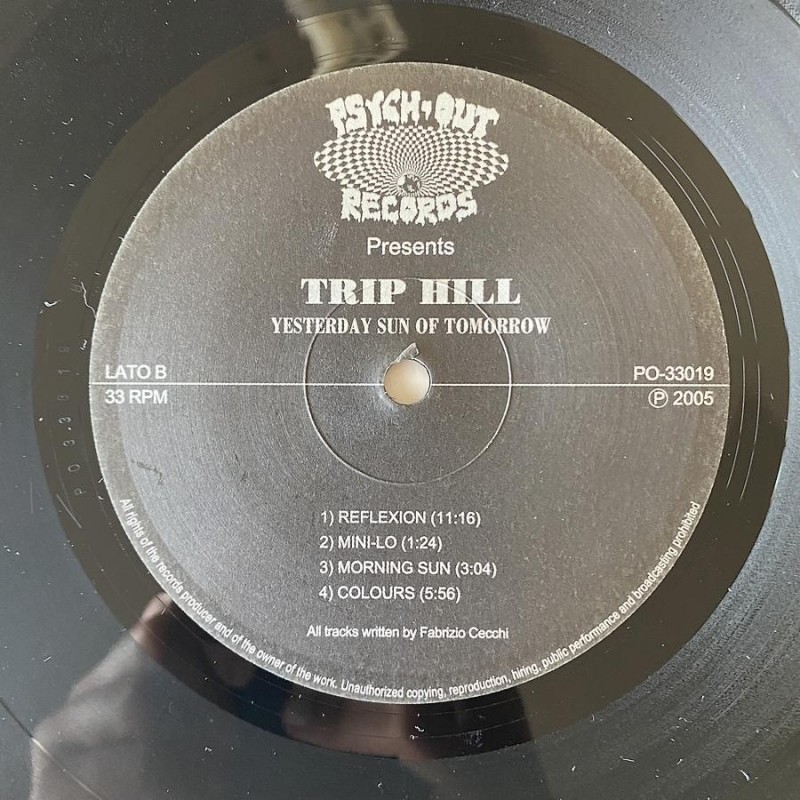 PSYCH-OUT
RECORDS
Presents
TRIP HILL
YESTERDAY SUN OF TOMORROW
LATO B
33 RPM
PO-33019
Ⓟ 2005
1) REFLEXION (11:16)
2) MINI-LO (1:24)
3) MORNING SUN (3:04)
4) COLOURS (5:56)
All tracks written by Fabrizio Cecchi
All rights of the records producer and of the owner of the work. Unauthorized copying, reproduction, hiring, public performance and broadcasting prohibited